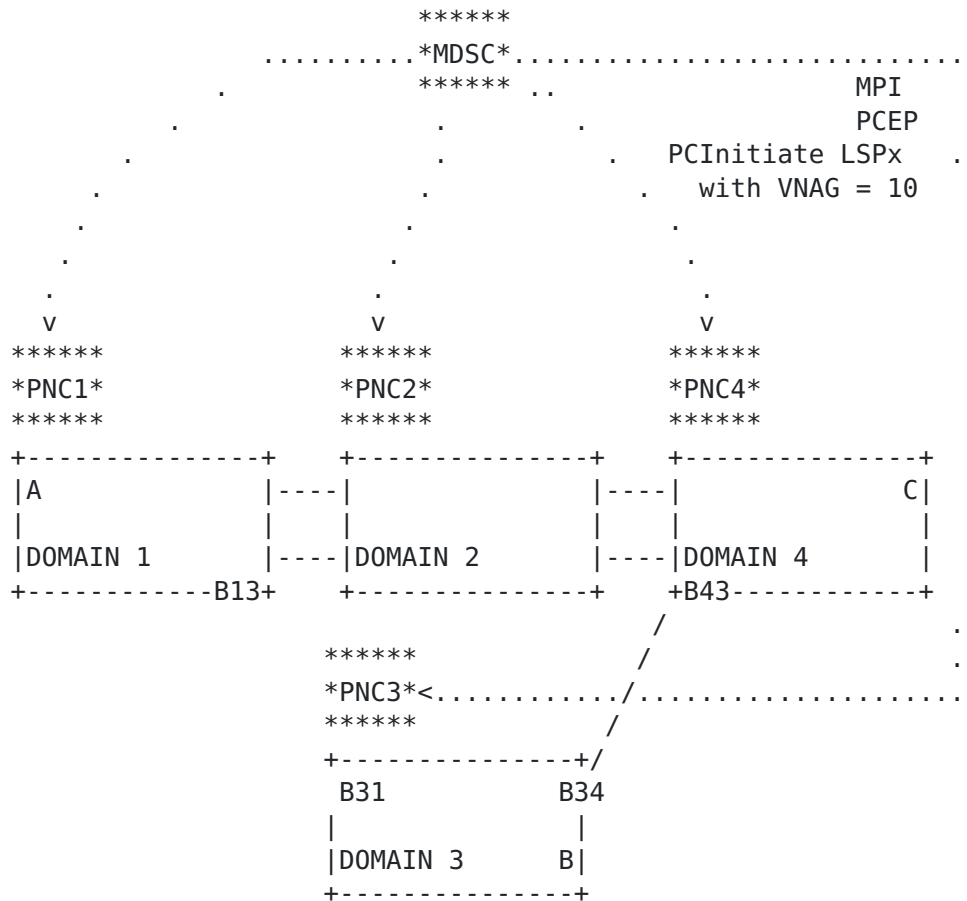 ******
..........*MDSC*..............................
. ****** .. MPI
. . . PCEP
. . . PCInitiate LSPx .
. . . with VNAG = 10
. . .
. . .
. . .
v v v
****** ****** ******
*PNC1* *PNC2* *PNC4*
****** ****** ******
+---------------+ +---------------+ +---------------+
|A |----| |----| C|
| | | | | |
|DOMAIN 1 |----|DOMAIN 2 |----|DOMAIN 4 |
+------------B13+ +---------------+ +B43------------+
/ .
****** / .
*PNC3*<............/.....................
****** /
+---------------+/
B31 B34
| |
|DOMAIN 3 B|
+---------------+